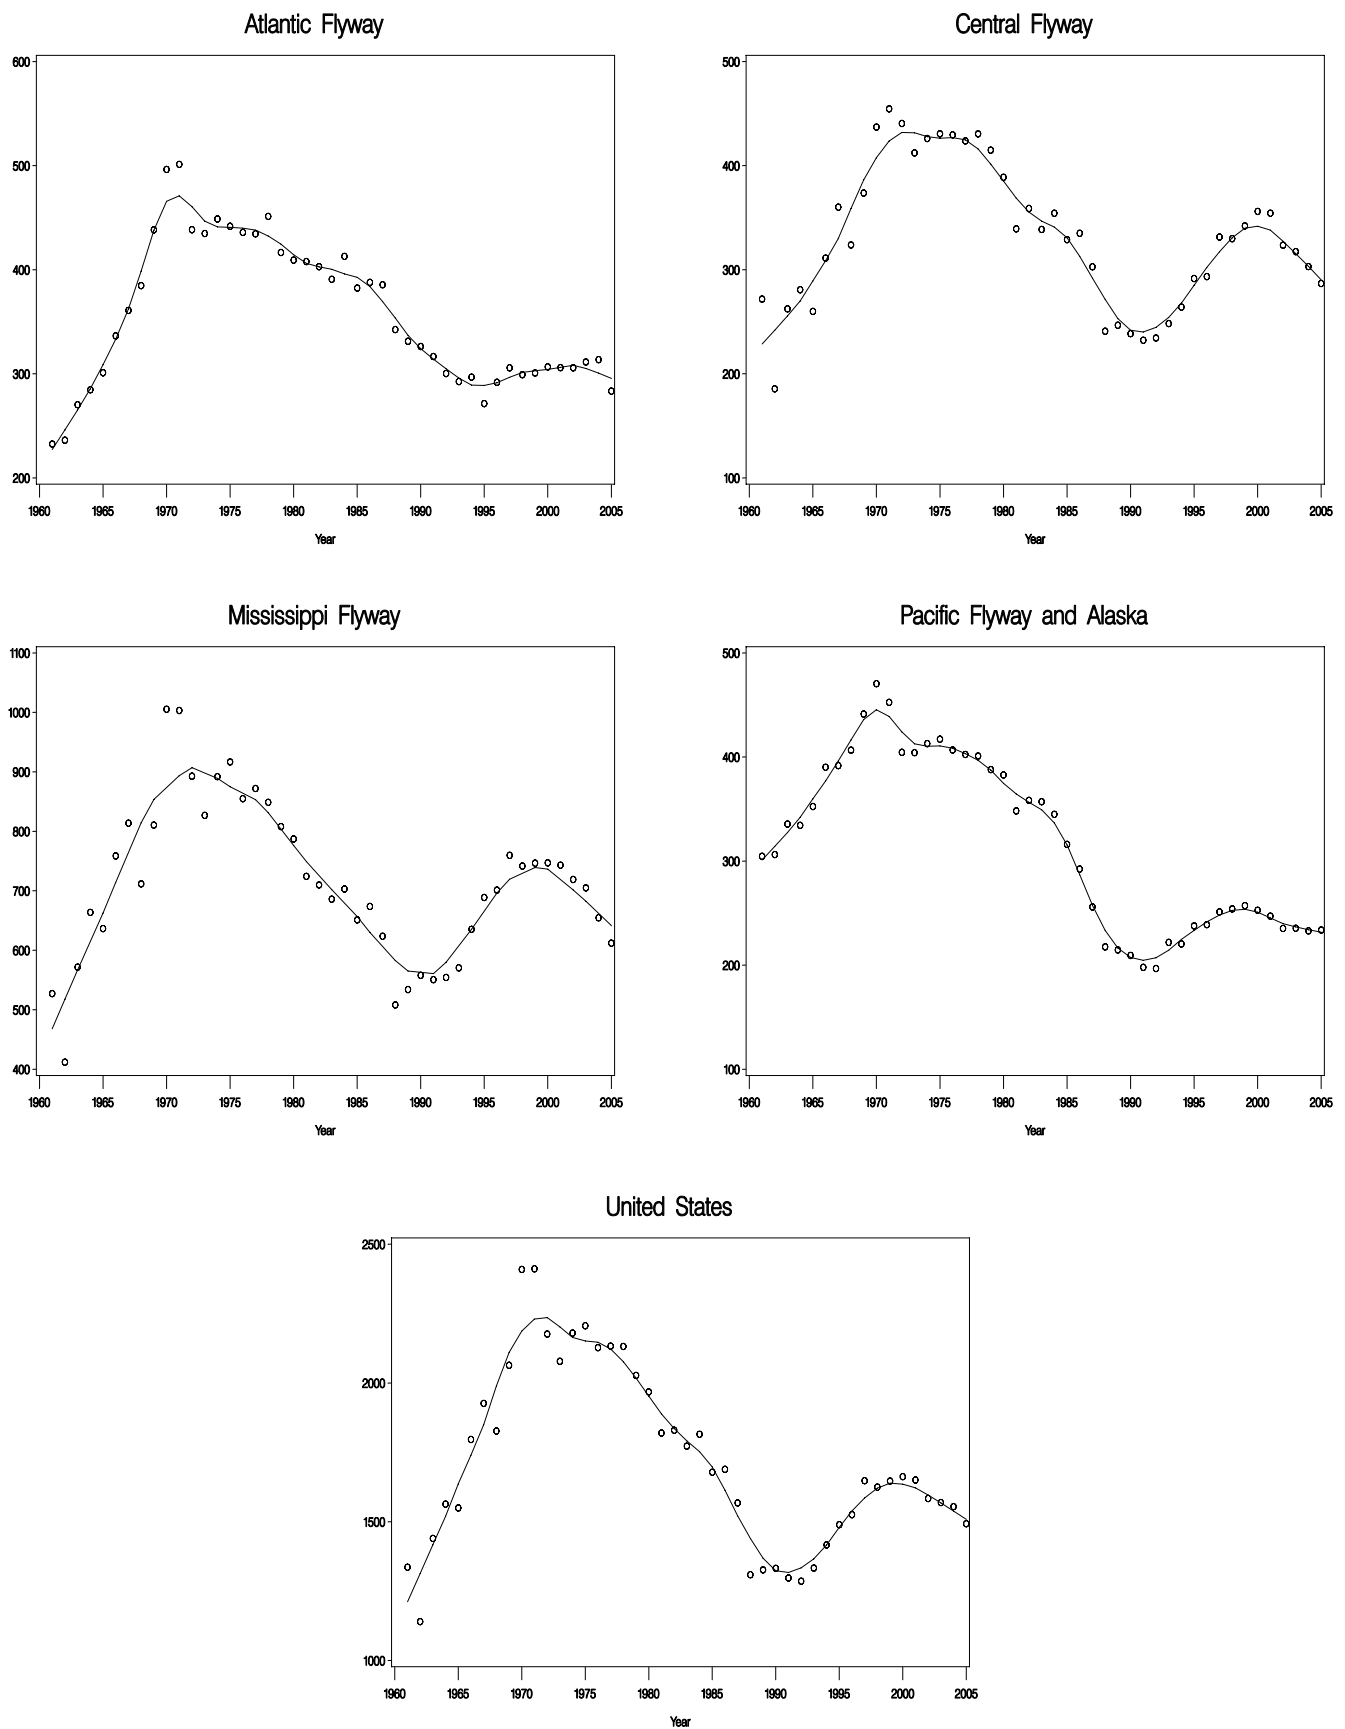 Atlantic Flyway
600
500
400
300
200
1960 1965 1970 1975 1980 1985 1990 1995 2000 2005
Year
Central Flyway
500
400
300
200
100
1960 1965 1970 1975 1980 1985 1990 1995 2000 2005
Year
Mississippi Flyway
1100
1000
900
800
700
600
500
400
1960 1965 1970 1975 1980 1985 1990 1995 2000 2005
Year
Pacific Flyway and Alaska
500
400
300
200
100
1960 1965 1970 1975 1980 1985 1990 1995 2000 2005
Year
United States
2500
2000
1500
1000
1960 1965 1970 1975 1980 1985 1990 1995 2000 2005
Year